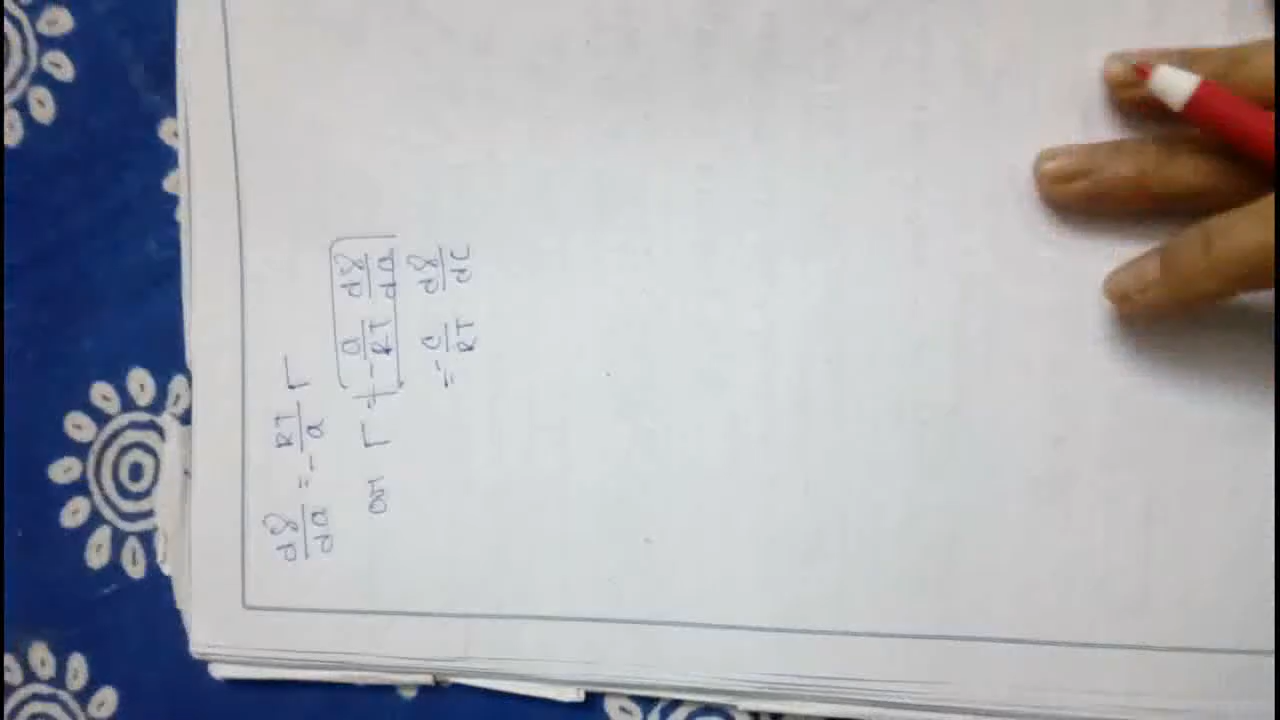 dγ/da = - RT/a Γ
or Γ = - a/RT dγ/da
= - c/RT dγ/dc